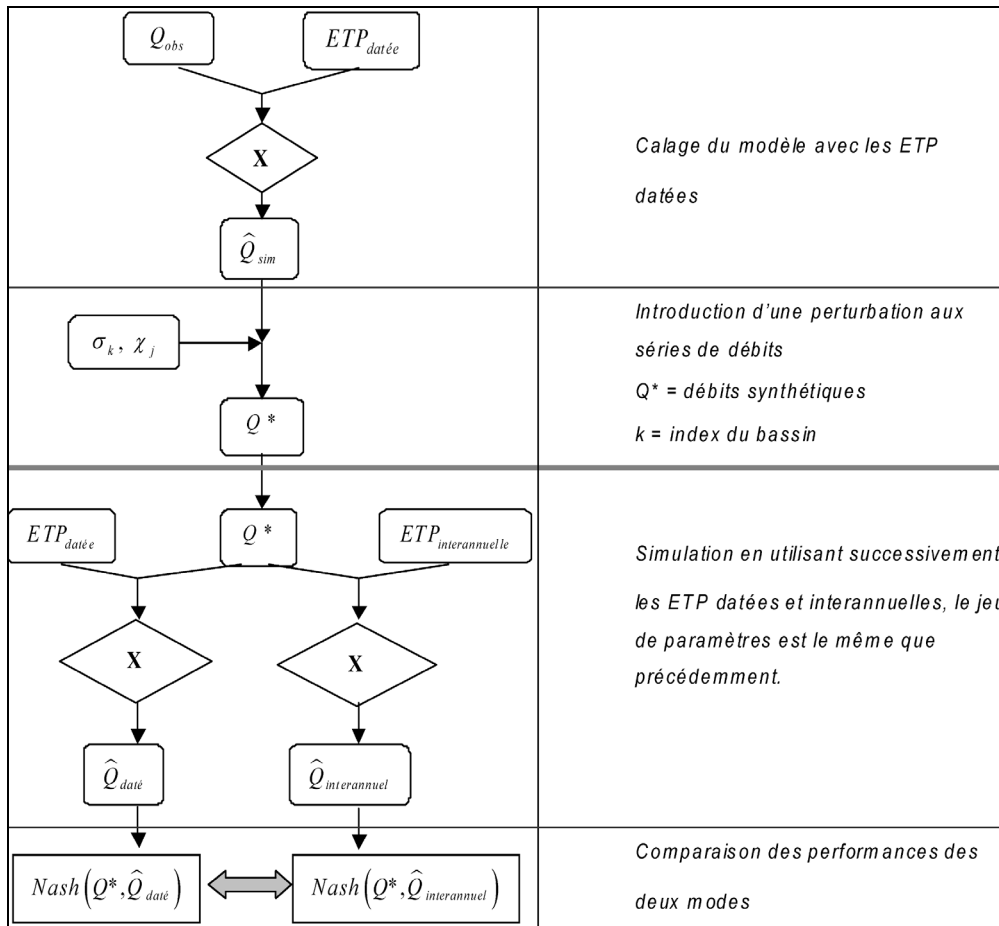 Q_obs
ETP_datée
X
Calage du modèle avec les ETP
datées
Q̂_sim
Introduction d'une perturbation aux
séries de débits
σ_k, χ_j
Q* = débits synthétiques
Q*
k = index du bassin
ETP_datée
Q*
ETP_interannuelle
Simulation en utilisant successivement
les ETP datées et interannuelles, le jeu
de paramètres est le même que
précédemment.
X
X
Q̂_daté
Q̂_interannuel
Comparaison des performances des
deux modes
Nash(Q*,Q̂_daté)
Nash(Q*,Q̂_interannuel)